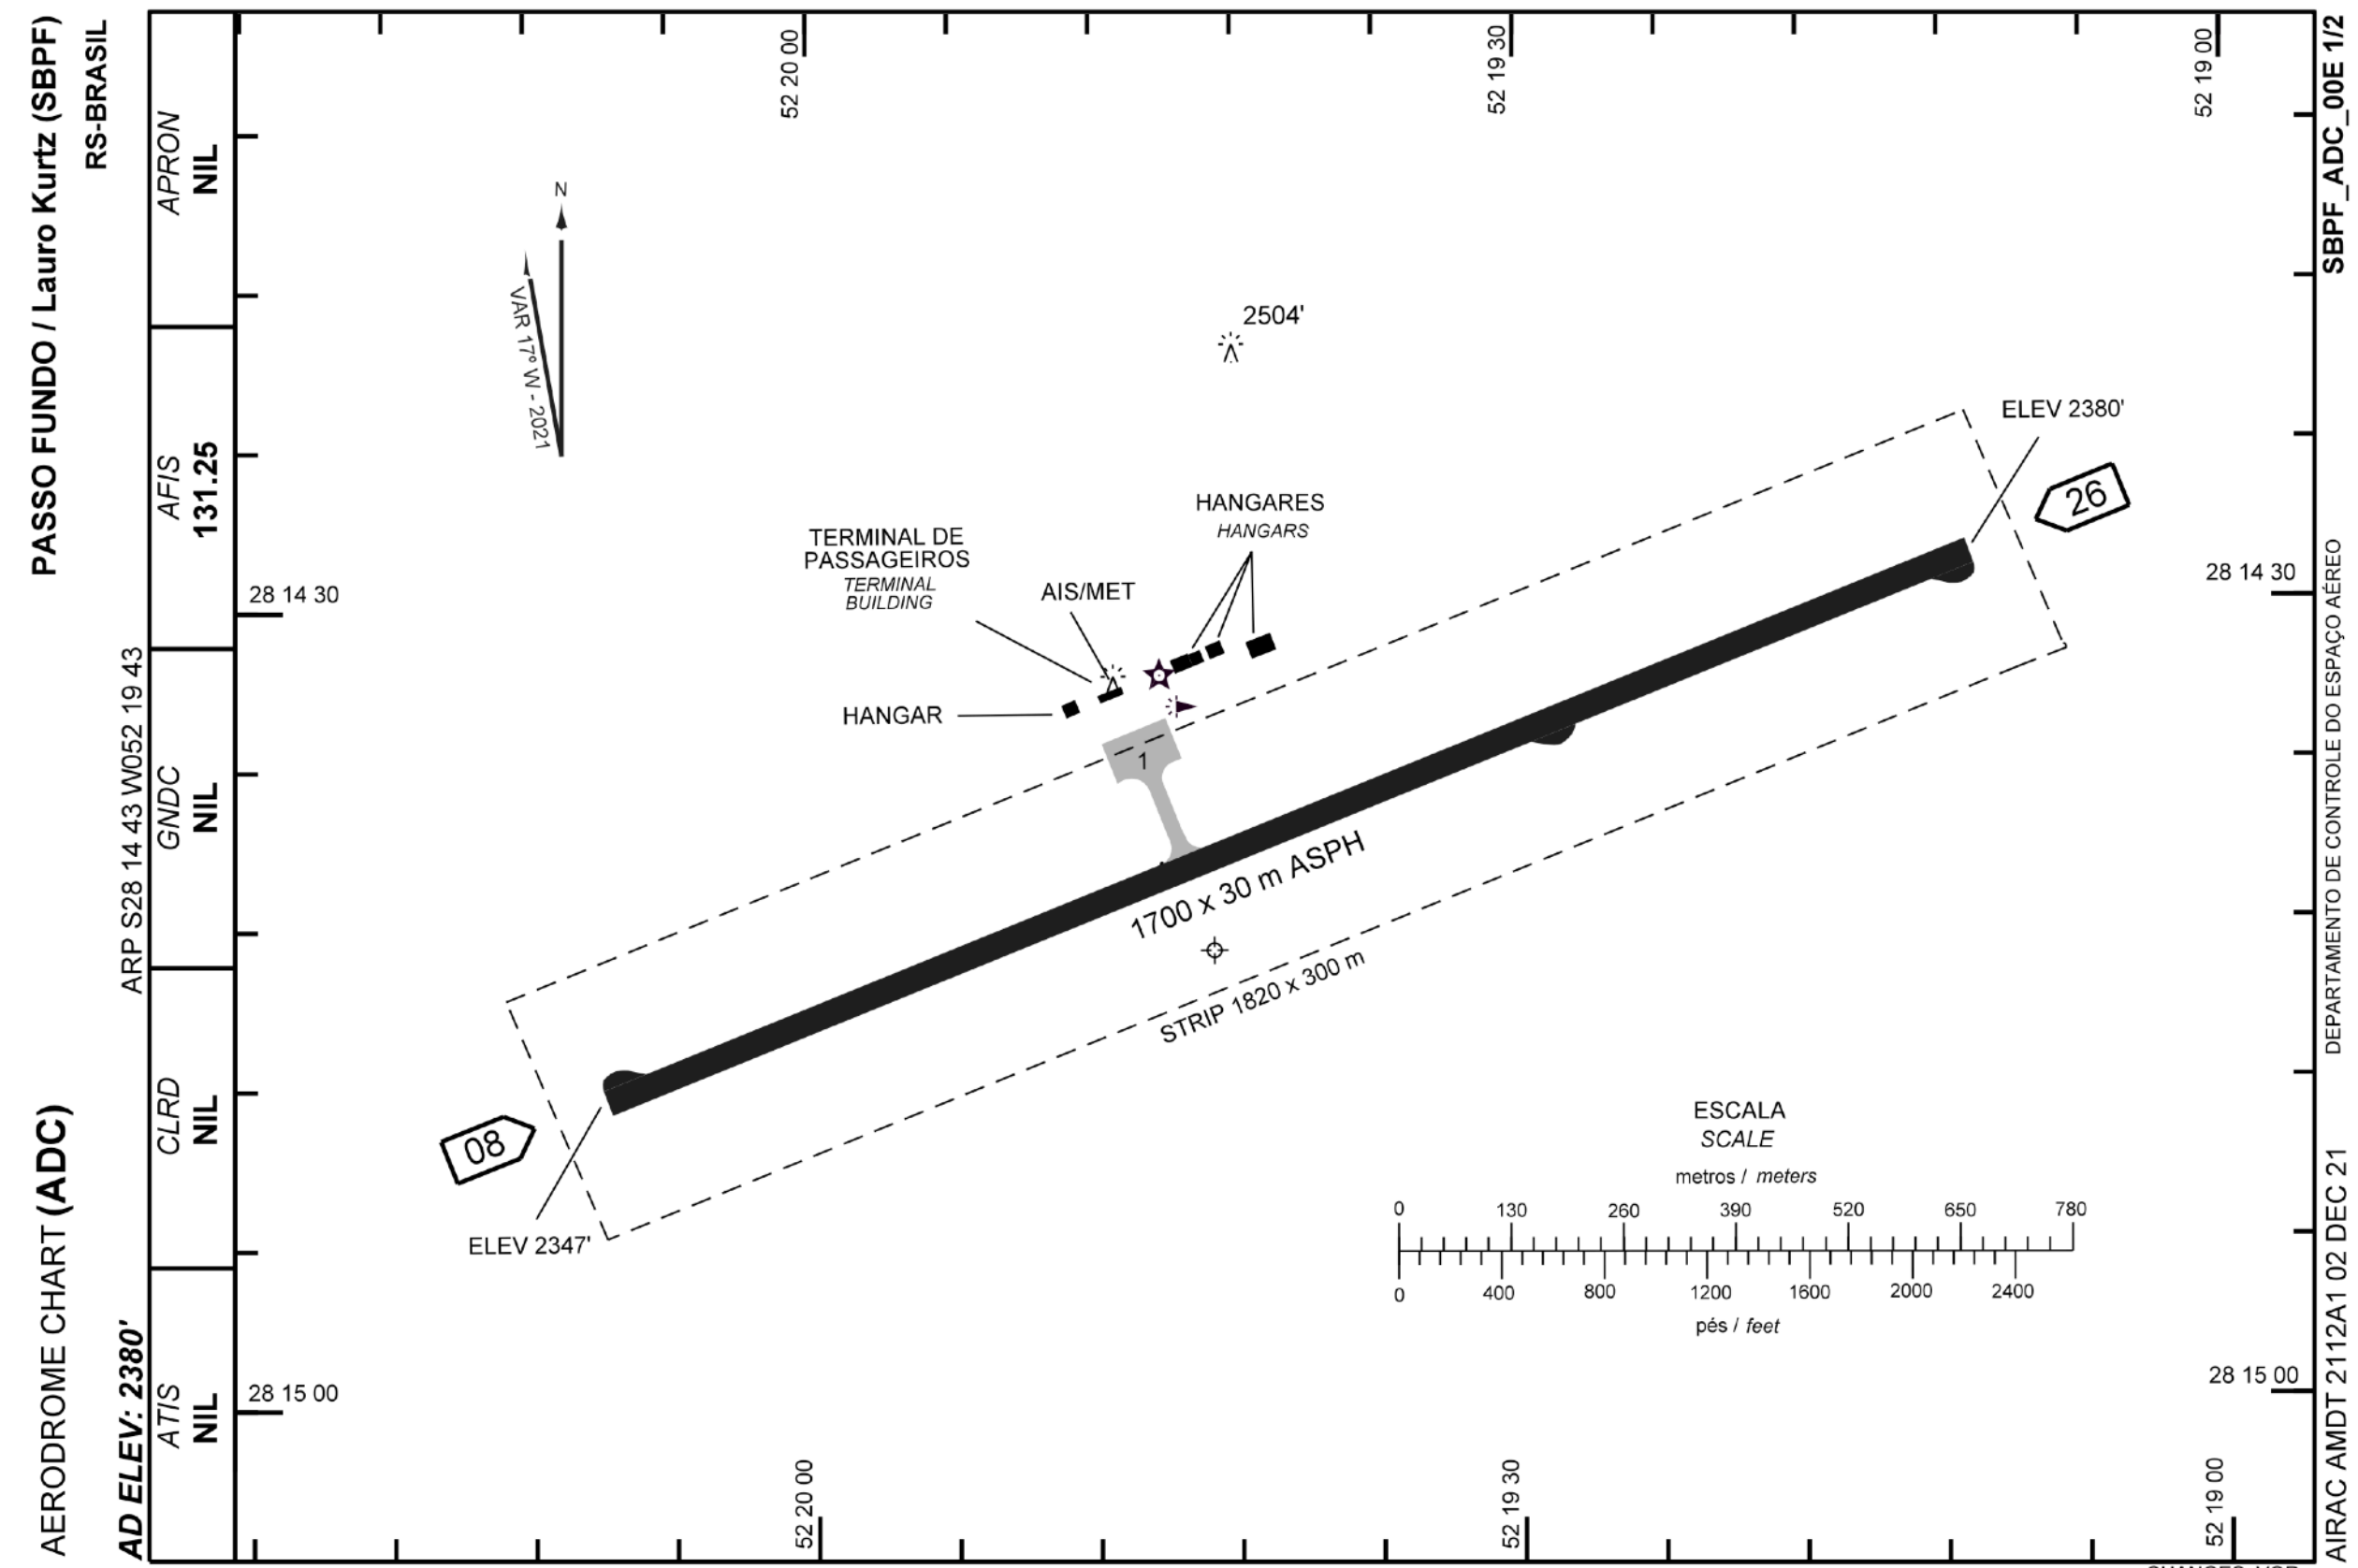 PASSO FUNDO / Lauro Kurtz (SBPF)
RS-BRASIL
AERODROME CHART (ADC)
AD ELEV: 2380'
ARP S28 14 43 W052 19 43
APRON
NIL
AFIS
131.25
GNDC
NIL
CLRD
NIL
ATIS
NIL
52 20 00
52 19 30
52 19 00
N
VAR 17º W - 2021
2504'
ELEV 2380'
26
HANGARES
HANGARS
TERMINAL DE
PASSAGEIROS
TERMINAL
BUILDING
AIS/MET
HANGAR
28 14 30
28 14 30
1
1700 x 30 m ASPH
STRIP 1820 x 300 m
08
ELEV 2347'
ESCALA
SCALE
metros / meters
0 130 260 390 520 650 780
0 400 800 1200 1600 2000 2400
pés / feet
28 15 00
28 15 00
52 20 00
52 19 30
52 19 00
SBPF_ADC_00E 1/2
DEPARTAMENTO DE CONTROLE DO ESPAÇO AÉREO
AIRAC AMDT 2112A1 02 DEC 21